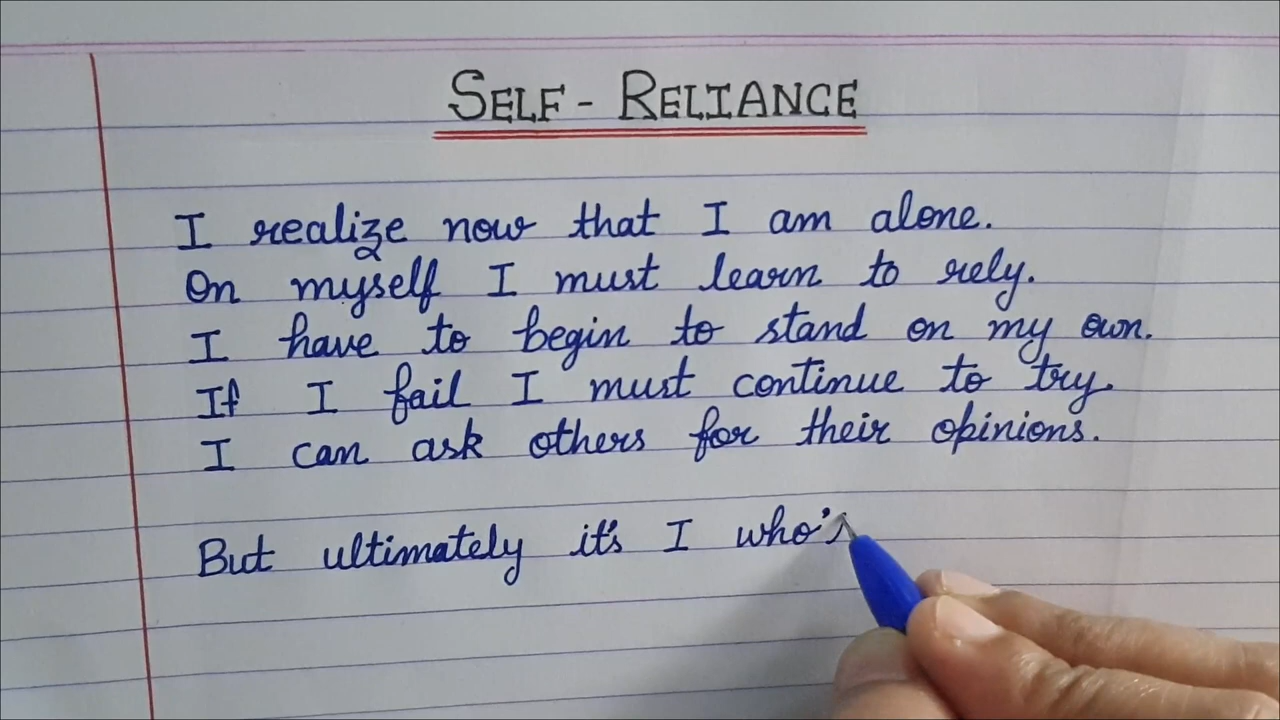 SELF - RELIANCE
I realize now that I am alone.
On myself I must learn to rely.
I have to begin to stand on my own.
If I fail I must continue to try.
I can ask others for their opinions.
But ultimately it's I who's